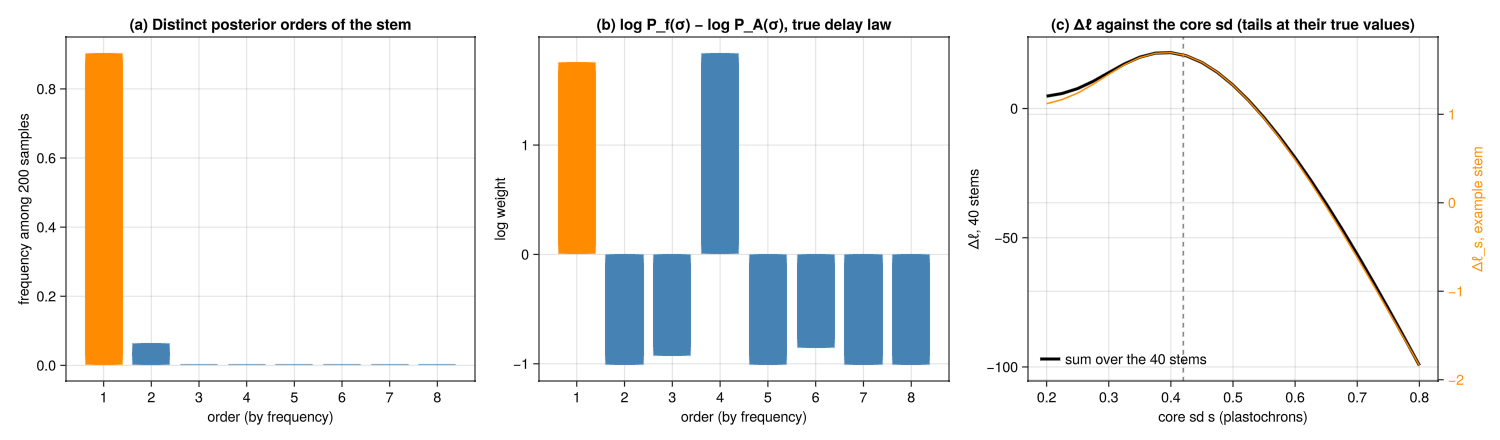 (a) Distinct posterior orders of the stem
frequency among 200 samples
0.8
0.6
0.4
0.2
0.0
1 2 3 4 5 6 7 8
order (by frequency)
(b) log P_f(σ) − log P_A(σ), true delay law
log weight
1
0
−1
1 2 3 4 5 6 7 8
order (by frequency)
(c) Δℓ against the core sd (tails at their true values)
Δℓ, 40 stems
0
−50
−100
sum over the 40 stems
0.2 0.3 0.4 0.5 0.6 0.7 0.8
core sd s (plastochrons)
1
0
−1
−2
Δℓ_s, example stem